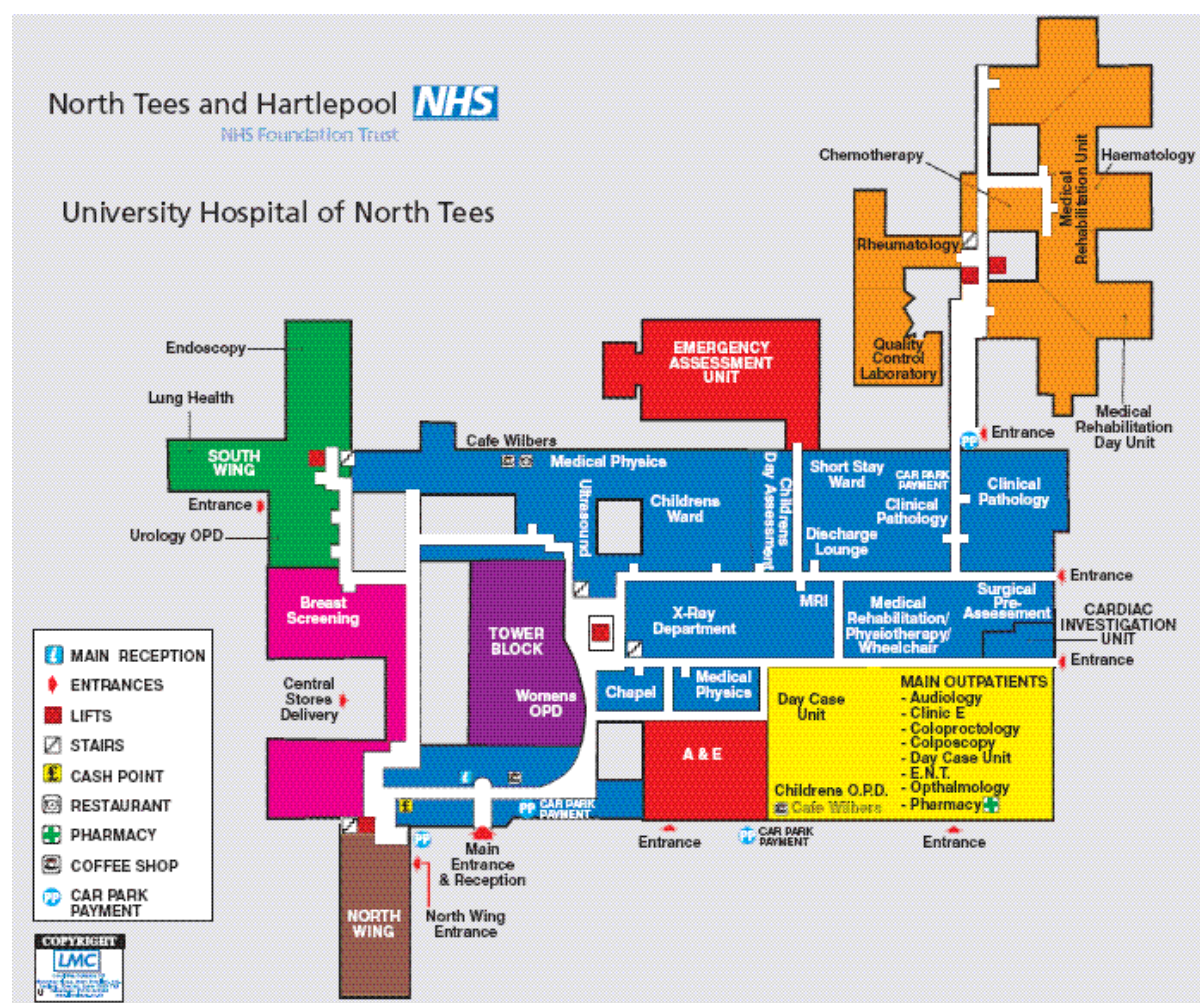 North Tees and Hartlepool NHS
NHS Foundation Trust
University Hospital of North Tees
Chemotherapy
Haematology
Medical
Rehabilitation Unit
Rheumatology
Quality
Control
Laboratory
Medical
Rehabilitation
Day Unit
PP
Entrance
Endoscopy
Lung Health
SOUTH
WING
Entrance
Urology OPD
EMERGENCY
ASSESSMENT
UNIT
Cafe Wilbers
Medical Physics
Ultrasound
Childrens
Ward
Childrens
Day Assessment
Short Stay
Ward
CAR PARK
PAYMENT
Clinical
Pathology
Clinical
Pathology
Discharge
Lounge
Entrance
Breast
Screening
TOWER
BLOCK
Womens
OPD
X-Ray
Department
MRI
Medical
Rehabilitation/
Physiotherapy/
Wheelchair
Surgical
Pre-
Assessment
CARDIAC
INVESTIGATION
UNIT
Entrance
Central
Stores
Delivery
Chapel
Medical
Physics
Day Case
Unit
MAIN OUTPATIENTS
- Audiology
- Clinic E
- Coloproctology
- Colposcopy
- Day Case Unit
- E.N.T.
- Opthalmology
- Pharmacy
A & E
Childrens O.P.D.
Cafe Wilbers
i
£
PP CAR PARK
PAYMENT
PP
Main
Entrance
& Reception
Entrance
PP CAR PARK
PAYMENT
Entrance
NORTH
WING
North Wing
Entrance
i MAIN RECEPTION
ENTRANCES
LIFTS
STAIRS
£ CASH POINT
RESTAURANT
PHARMACY
COFFEE SHOP
PP CAR PARK
PAYMENT
COPYRIGHT
LMC